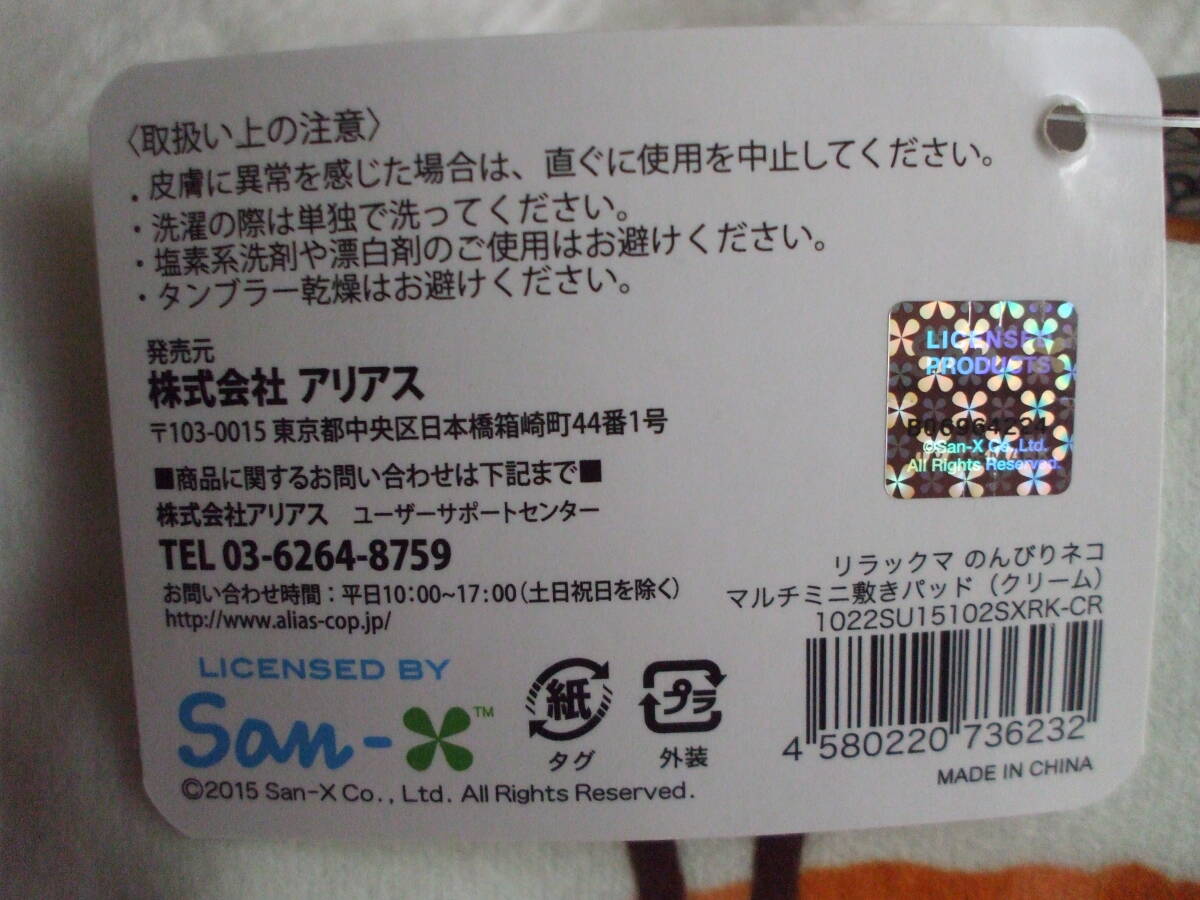 〈取扱い上の注意〉
・皮膚に異常を感じた場合は、直ぐに使用を中止してください。
・洗濯の際は単独で洗ってください。
・塩素系洗剤や漂白剤のご使用はお避けください。
・タンブラー乾燥はお避けください。
発売元
株式会社 アリアス
〒103-0015 東京都中央区日本橋箱崎町44番1号
■商品に関するお問い合わせは下記まで■
株式会社アリアス ユーザーサポートセンター
TEL 03-6264-8759
お問い合わせ時間：平日10：00~17：00（土日祝日を除く）
http://www.alias-cop.jp/
LICENSED BY
San-X™
©2015 San-X Co., Ltd. All Rights Reserved.
紙
タグ
プラ
外装
LICENSED
PRODUCTS
B06964224
©San-X Co., Ltd.
All Rights Reserved.
リラックマ のんびりネコ
マルチミニ敷きパッド（クリーム）
1022SU15102SXRK-CR
4 580220 736232
MADE IN CHINA